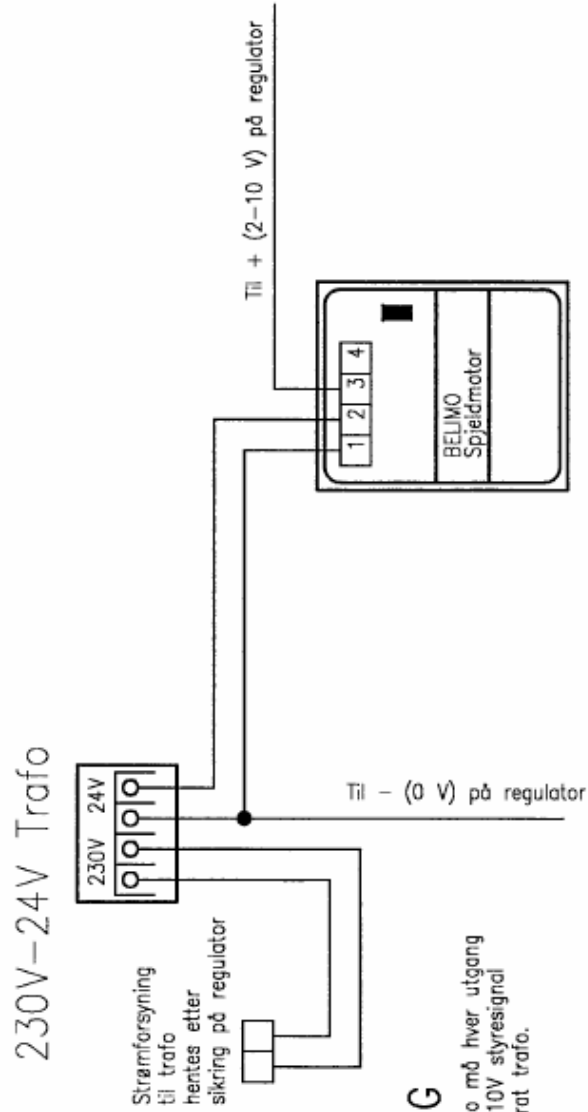 230V-24V Trafo
230V 24V
Strømforsyning
til trafo
hentes etter
sikring på regulator
Til - (0 V) på regulator
Til + (2-10 V) på regulator
1 2 3 4
BELIMO
Spjeldmotor
G
o må hver utgang
10V styresignal
rat trafo.